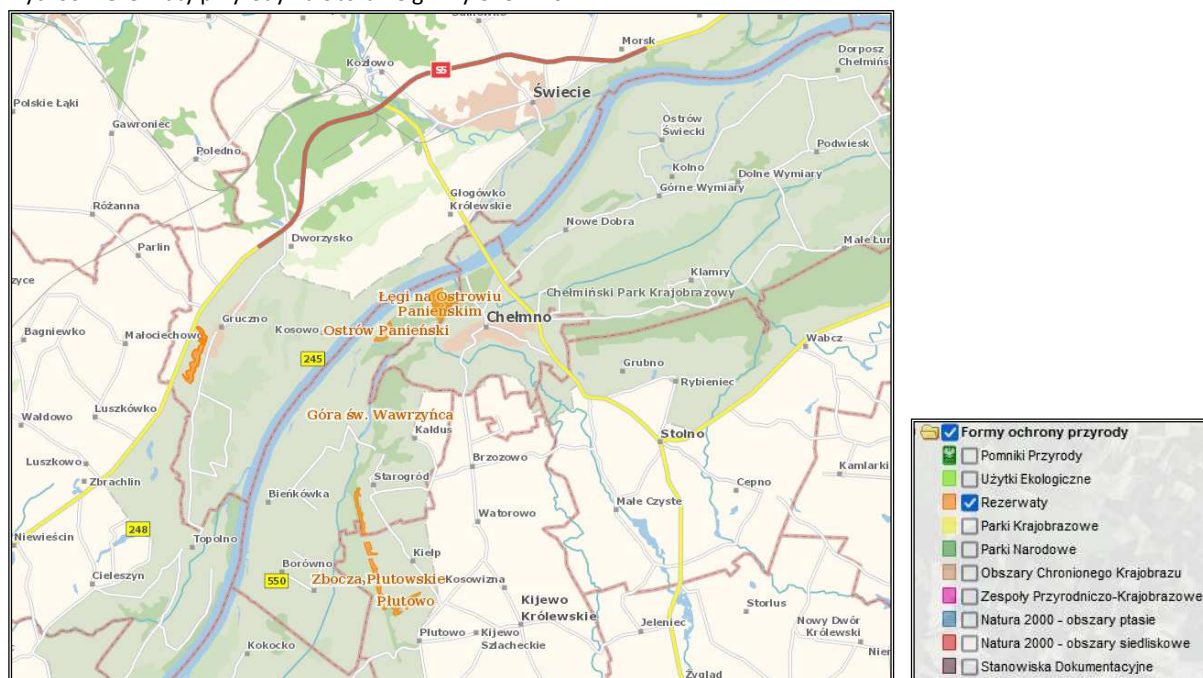 Morsk
Kozłowo
S5
Dorposz
Chełmińs
Świecie
Polskie Łąki
Gawroniec
Poledno
Ostrów
Świecki
Podwiesk
Kolno
Dolne Wymiary
Górne Wymiary
Głogówko
Królewskie
Różanna
Nowe Dobra
Dworzysko
Parlin
Małe Łun
zyce
Klamry
Łęgi na Ostrowiu
Panieńskim
Chełmiński Park Krajobrazowy
Chełmno
Ostrów Panieński
Gruczno
Kosowo
Bagniewko
Małociechowo
Wabcz
245
Grubno
Rybieniec
Luszkówko
Waldowo
Góra św. Wawrzyńca
Kałdus
Stolno
Luszkowo
Brzozowo
Kamlarki
Zbrachlin
Starogród
Cepno
Bieńkówka
Małe Czyste
Watorowo
248
Niewieścin
Topolno
Kiełp
Borówno
Cieleszyn
550
Zbocza Płutowskie
Kosowizna
Płutowo
Kijewo
Królewskie
Storlus
Nowy Dwór
Królewski
Jeleniec
Płutowo
Kijewo
Szlacheckie
Kokocko
Nier
Żygląd
Formy ochrony przyrody
Pomniki Przyrody
Użytki Ekologiczne
Rezerwaty
Parki Krajobrazowe
Parki Narodowe
Obszary Chronionego Krajobrazu
Zespoły Przyrodniczo-Krajobrazowe
Natura 2000 - obszary ptasie
Natura 2000 - obszary siedliskowe
Stanowiska Dokumentacyjne